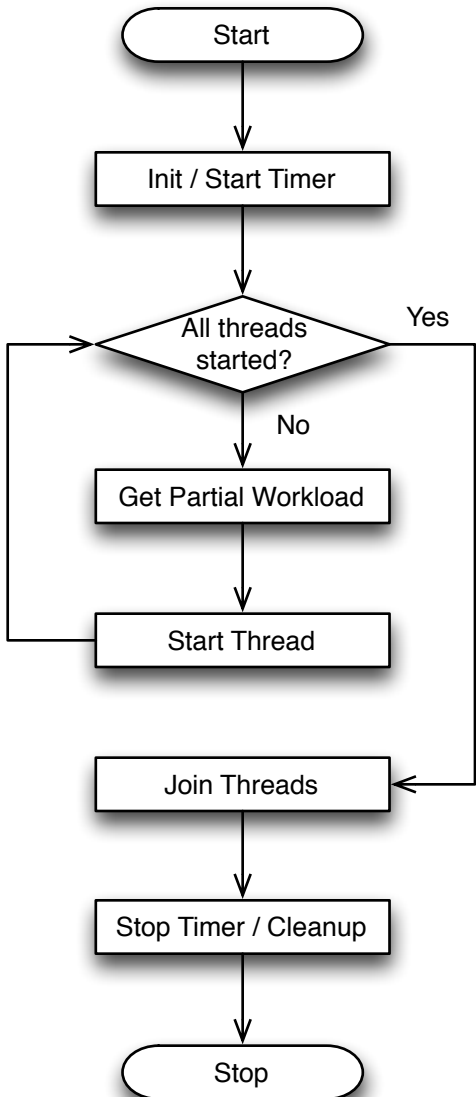 Start
Init / Start Timer
All threads
started?
Yes
No
Get Partial Workload
Start Thread
Join Threads
Stop Timer / Cleanup
Stop